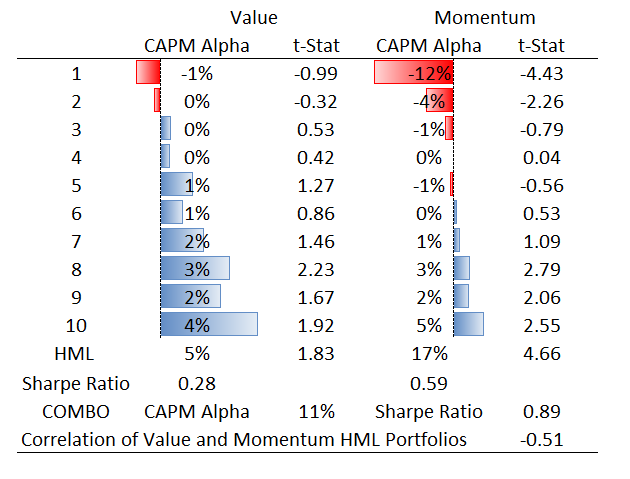 Value Momentum
CAPM Alpha t-Stat CAPM Alpha t-Stat
1 -1% -0.99 -12% -4.43
2 0% -0.32 -4% -2.26
3 0% 0.53 -1% -0.79
4 0% 0.42 0% 0.04
5 1% 1.27 -1% -0.56
6 1% 0.86 0% 0.53
7 2% 1.46 1% 1.09
8 3% 2.23 3% 2.79
9 2% 1.67 2% 2.06
10 4% 1.92 5% 2.55
HML 5% 1.83 17% 4.66
Sharpe Ratio 0.28 0.59
COMBO CAPM Alpha 11% Sharpe Ratio 0.89
Correlation of Value and Momentum HML Portfolios -0.51